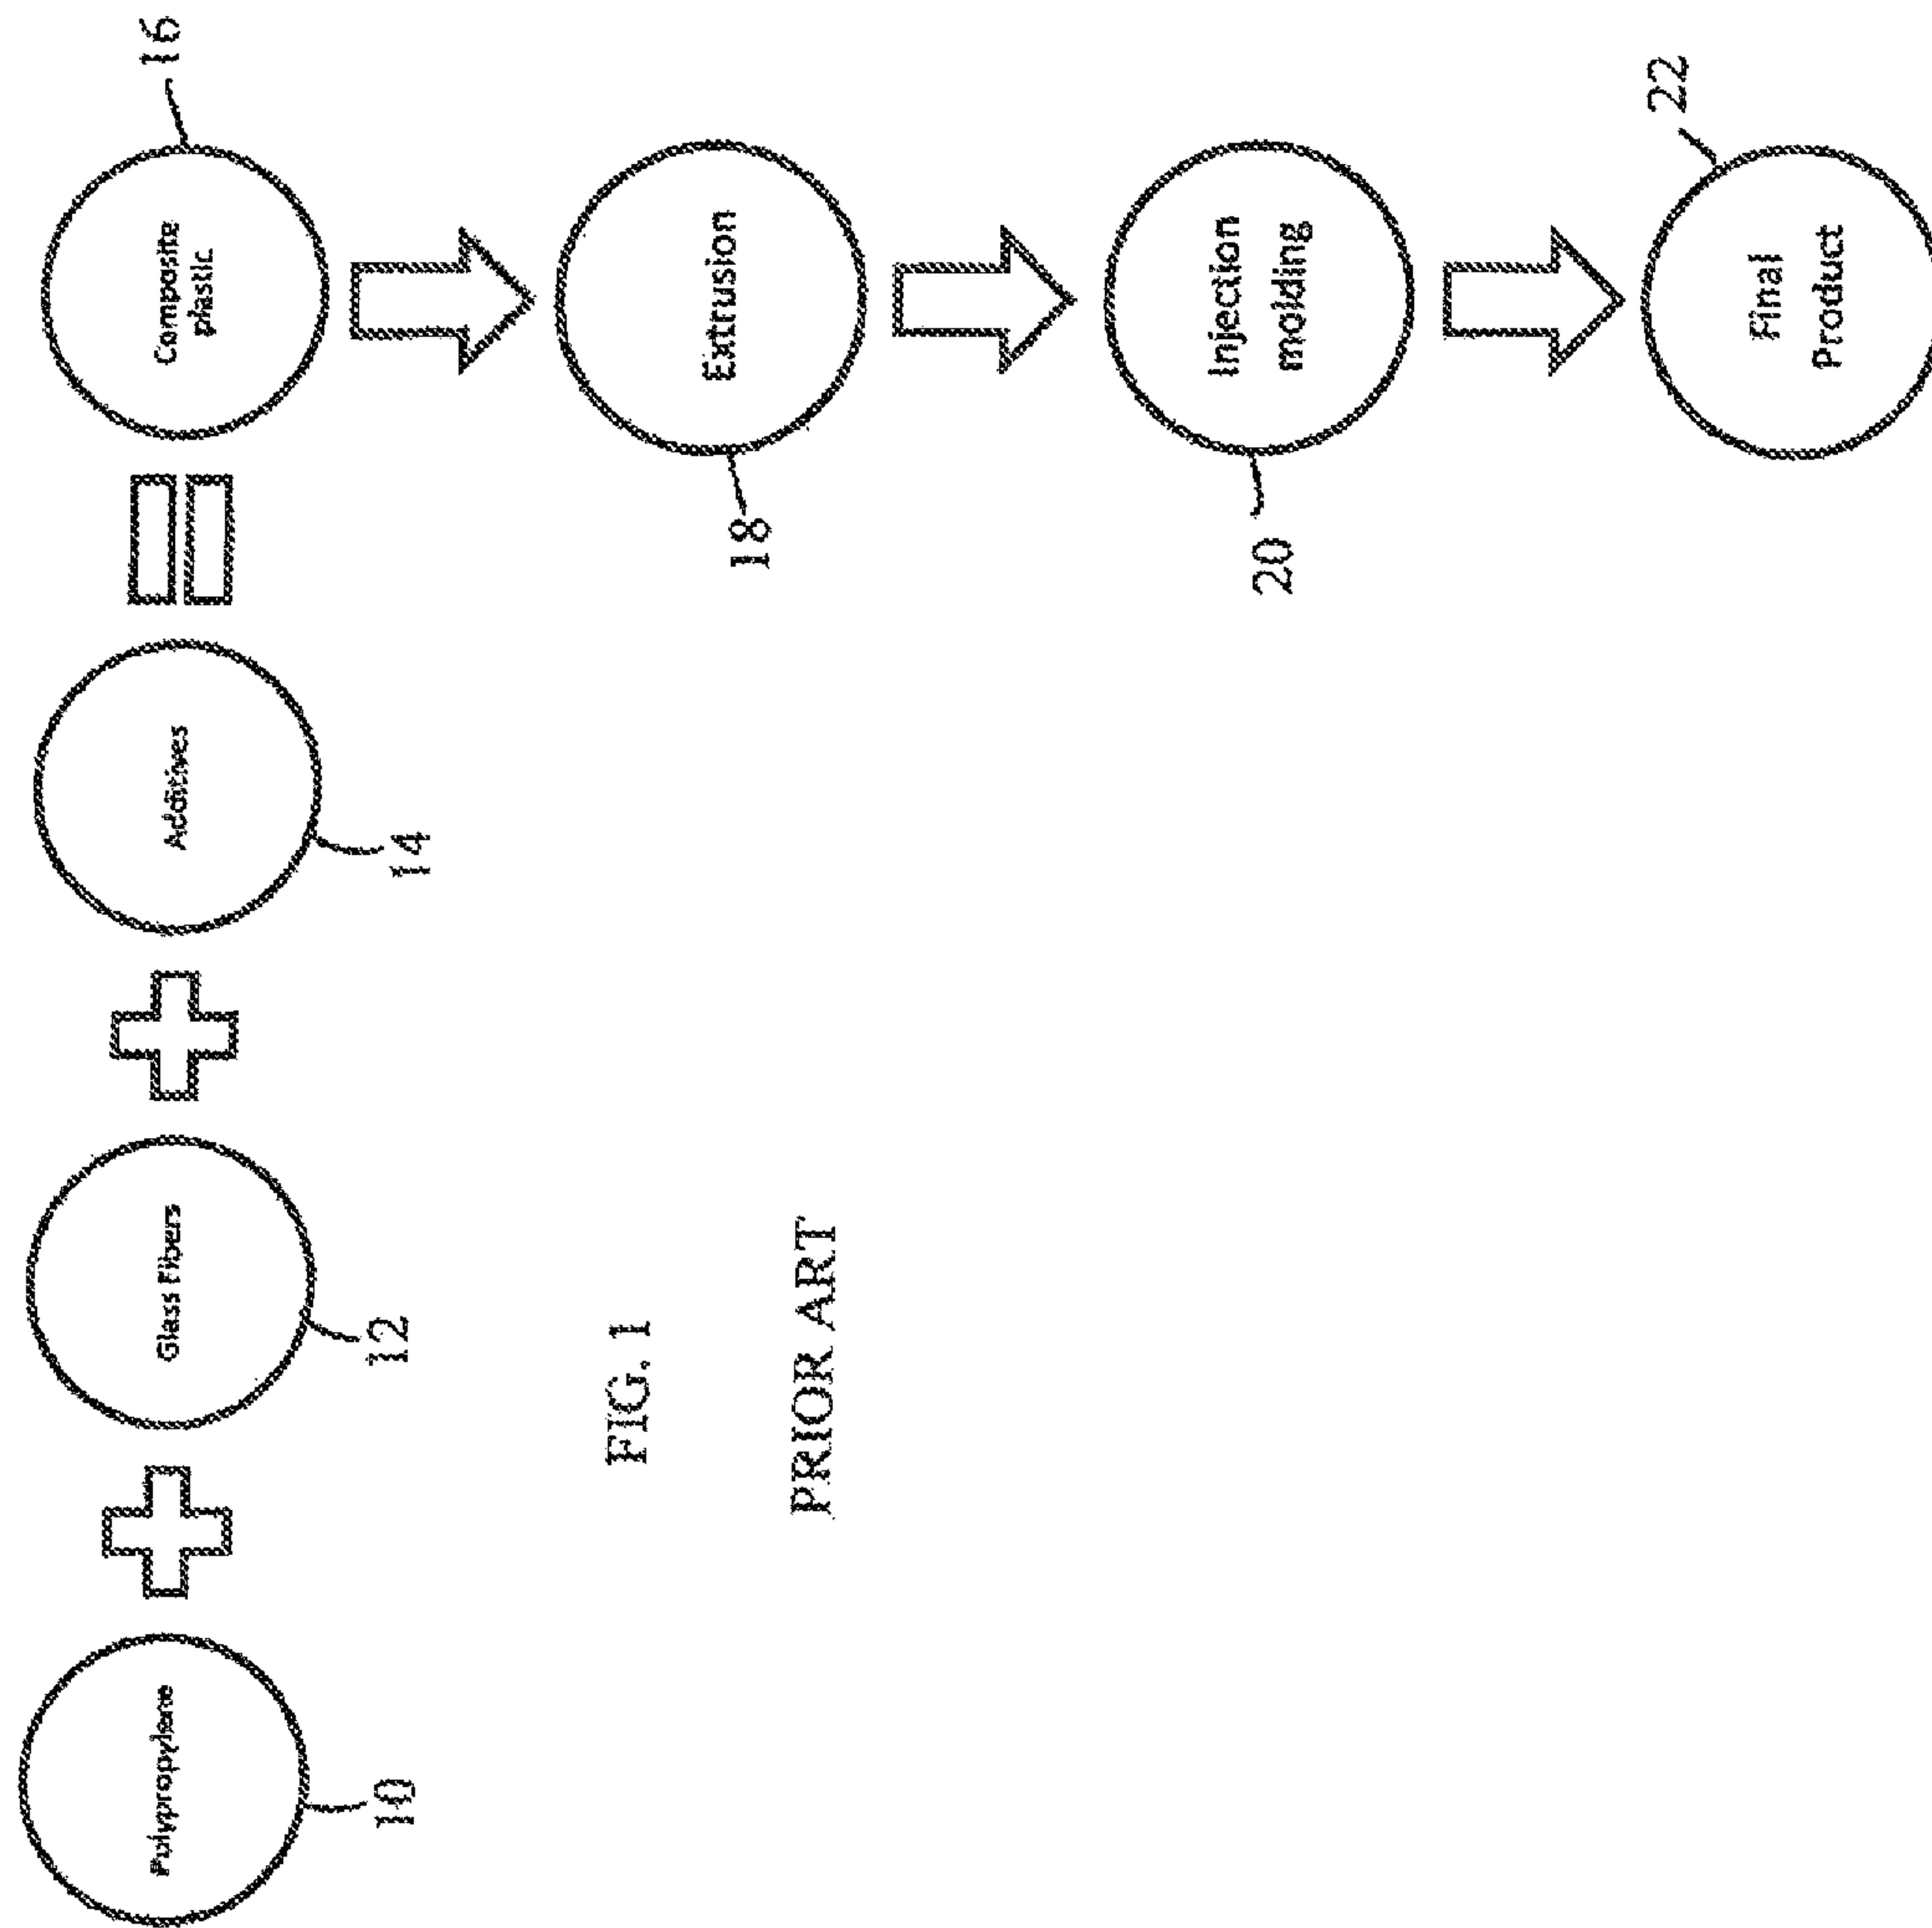 Polypropylene
10
Glass Fibers
12
Additives
14
Composite
plastic
16
Extrusion
18
Injection
molding
20
Final
Product
22
FIG. 1
PRIOR ART